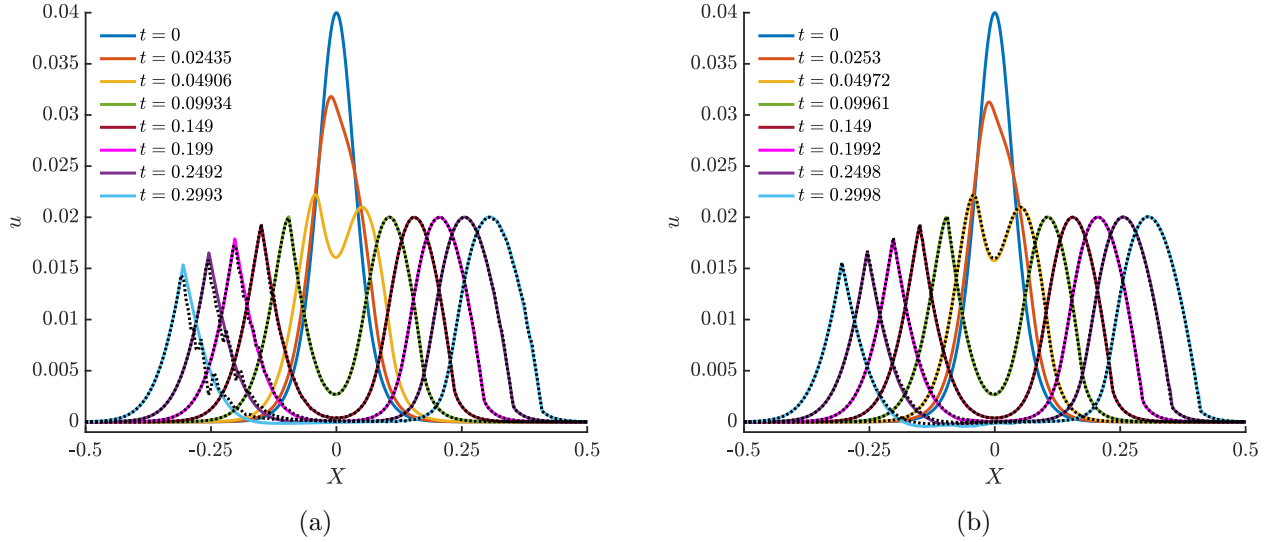 0.04
0.035
0.03
0.025
0.02
0.015
0.01
0.005
0
u
t = 0
t = 0.02435
t = 0.04906
t = 0.09934
t = 0.149
t = 0.199
t = 0.2492
t = 0.2993
-0.5 -0.25 0 0.25 0.5
X
(a)
0.04
0.035
0.03
0.025
0.02
0.015
0.01
0.005
0
u
t = 0
t = 0.0253
t = 0.04972
t = 0.09961
t = 0.149
t = 0.1992
t = 0.2498
t = 0.2998
-0.5 -0.25 0 0.25 0.5
X
(b)